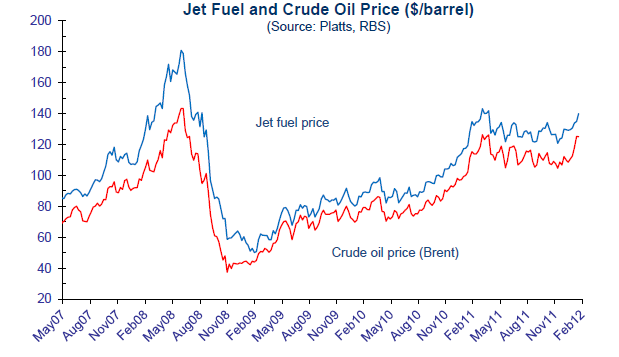 Jet Fuel and Crude Oil Price ($/barrel)
(Source: Platts, RBS)
200
180
160
140
120
100
80
60
40
20
Jet fuel price
Crude oil price (Brent)
May07
Aug07
Nov07
Feb08
May08
Aug08
Nov08
Feb09
May09
Aug09
Nov09
Feb10
May10
Aug10
Nov10
Feb11
May11
Aug11
Nov11
Feb12